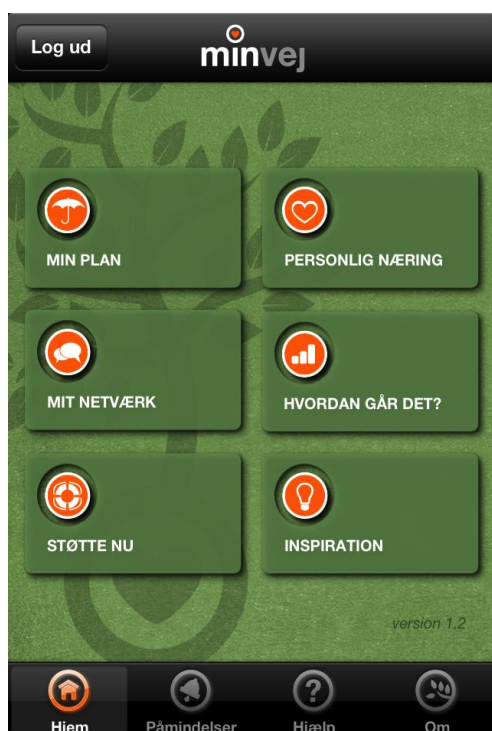 Log ud
minvej
MIN PLAN
PERSONLIG NÆRING
MIT NETVÆRK
HVORDAN GÅR DET?
STØTTE NU
INSPIRATION
version 1.2
Hjem
Påmindelser
Hjælp
Om